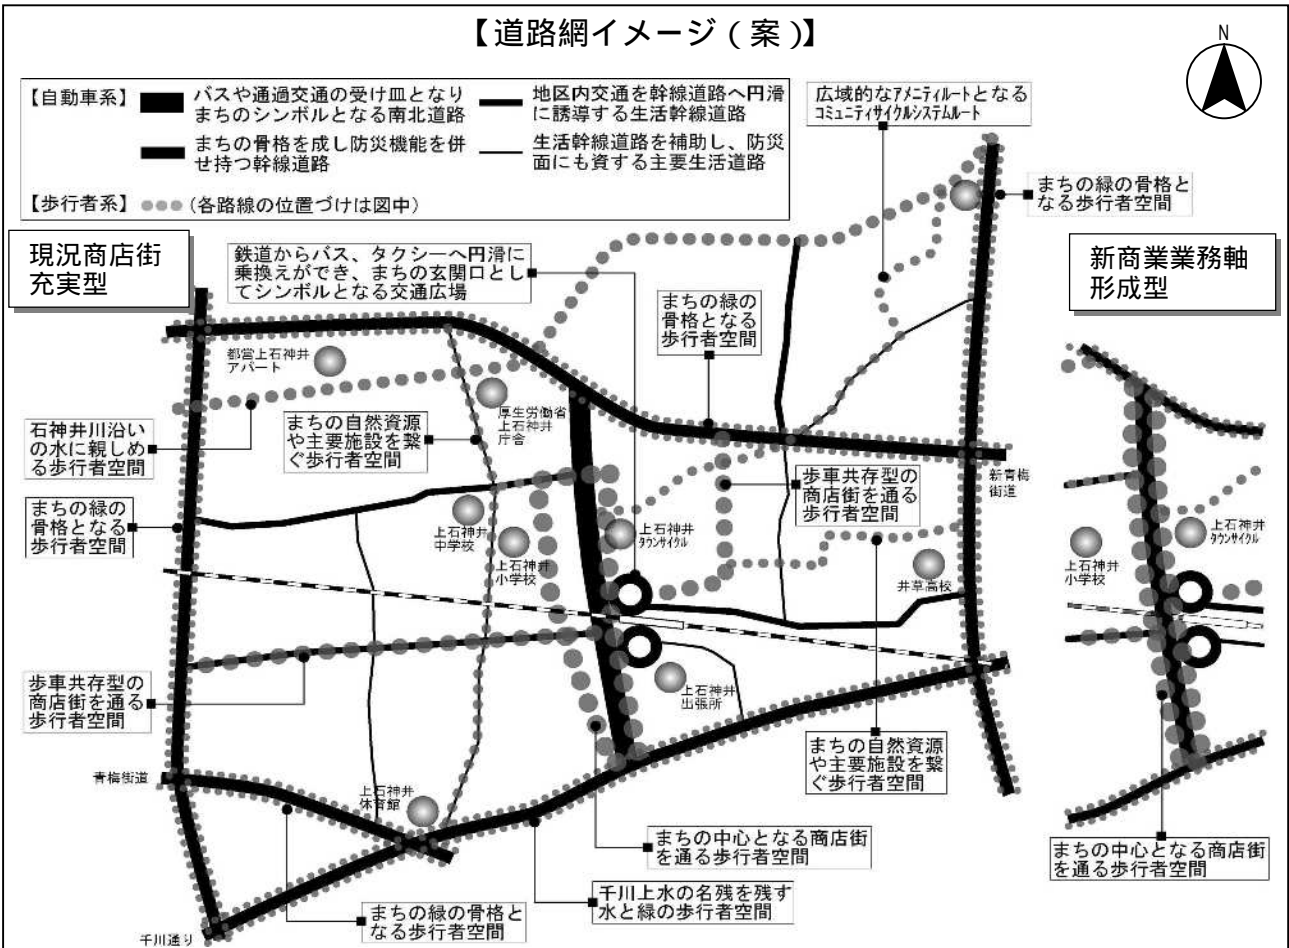 【道路網イメージ(案)】
N
【自動車系】
バスや通過交通の受け皿となり
まちのシンボルとなる南北道路
地区内交通を幹線道路へ円滑
に誘導する生活幹線道路
まちの骨格を成し防災機能を併
せ持つ幹線道路
生活幹線道路を補助し、防災
面にも資する主要生活道路
【歩行者系】
(各路線の位置づけは図中)
広域的なアメニティルートとなる
コミュニティサイクルシステムルート
まちの緑の骨格と
なる歩行者空間
現況商店街
充実型
鉄道からバス、タクシーへ円滑に
乗換えができ、まちの玄関口とし
てシンボルとなる交通広場
まちの緑の
骨格となる
歩行者空間
新商業業務軸
形成型
都営上石神井
アパート
厚生労働省
上石神井
庁舎
石神井川沿い
の水に親しめ
る歩行者空間
まちの自然資源
や主要施設を繋
ぐ歩行者空間
歩車共存型の
商店街を通る
歩行者空間
新青梅
街道
まちの緑の
骨格となる
歩行者空間
上石神井
中学校
上石神井
小学校
上石神井
タウンサイクル
井草高校
上石神井
タウンサイクル
上石神井
小学校
歩車共存型の
商店街を通る
歩行者空間
上石神井
出張所
まちの自然資源
や主要施設を繋
ぐ歩行者空間
青梅街道
上石神井
体育館
まちの中心となる商店街
を通る歩行者空間
まちの中心となる商店街
を通る歩行者空間
千川上水の名残を残す
水と緑の歩行者空間
まちの緑の骨格と
なる歩行者空間
千川通り